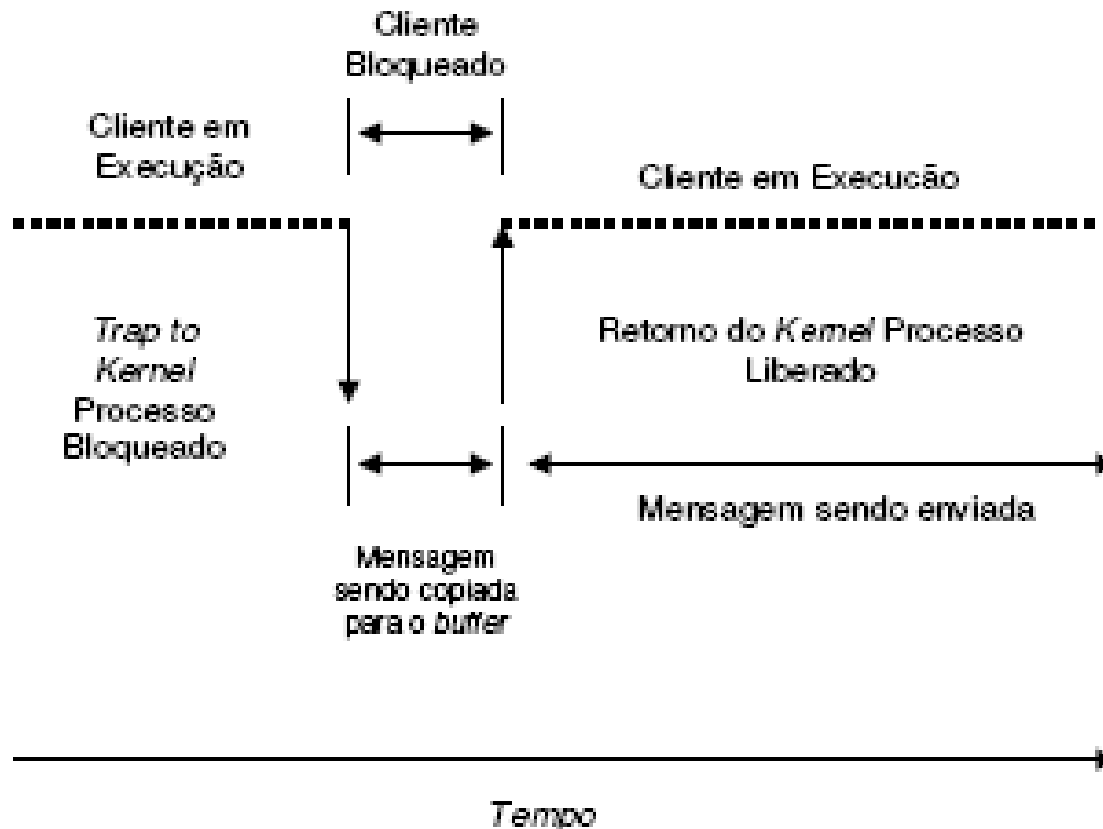 Cliente
Bloqueado
Cliente em
Execução
Cliente em Execucão
Trap to
Kernel
Processo
Bloqueado
Retorno do Kernel Processo
Liberado
Mensagem sendo enviada
Mensagem
sendo copiada
para o buffer
Tempo